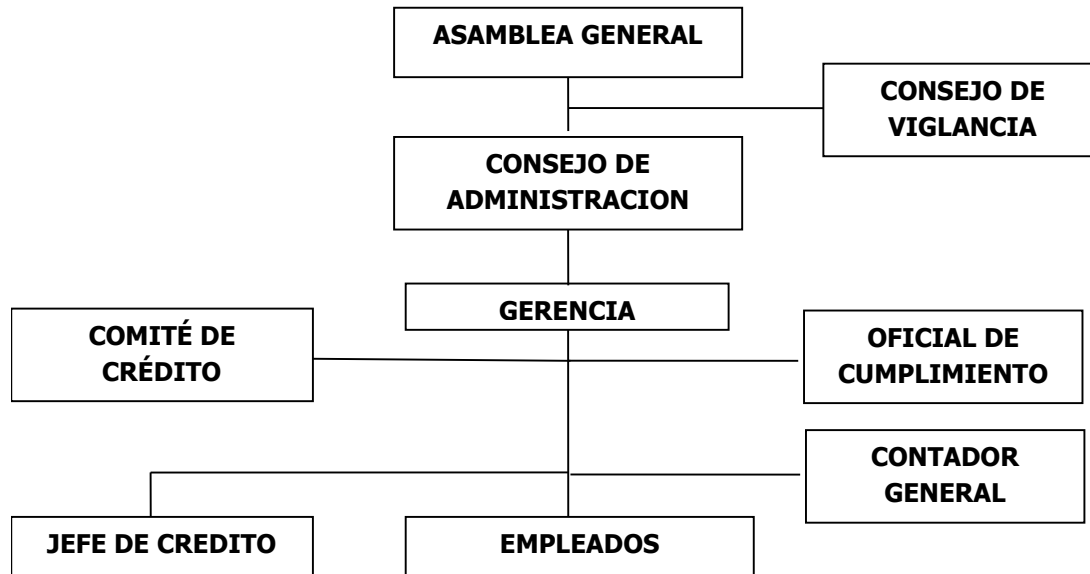 ASAMBLEA GENERAL
CONSEJO DE
VIGLANCIA
CONSEJO DE
ADMINISTRACION
GERENCIA
COMITÉ DE
CRÉDITO
OFICIAL DE
CUMPLIMIENTO
CONTADOR
GENERAL
JEFE DE CREDITO
EMPLEADOS